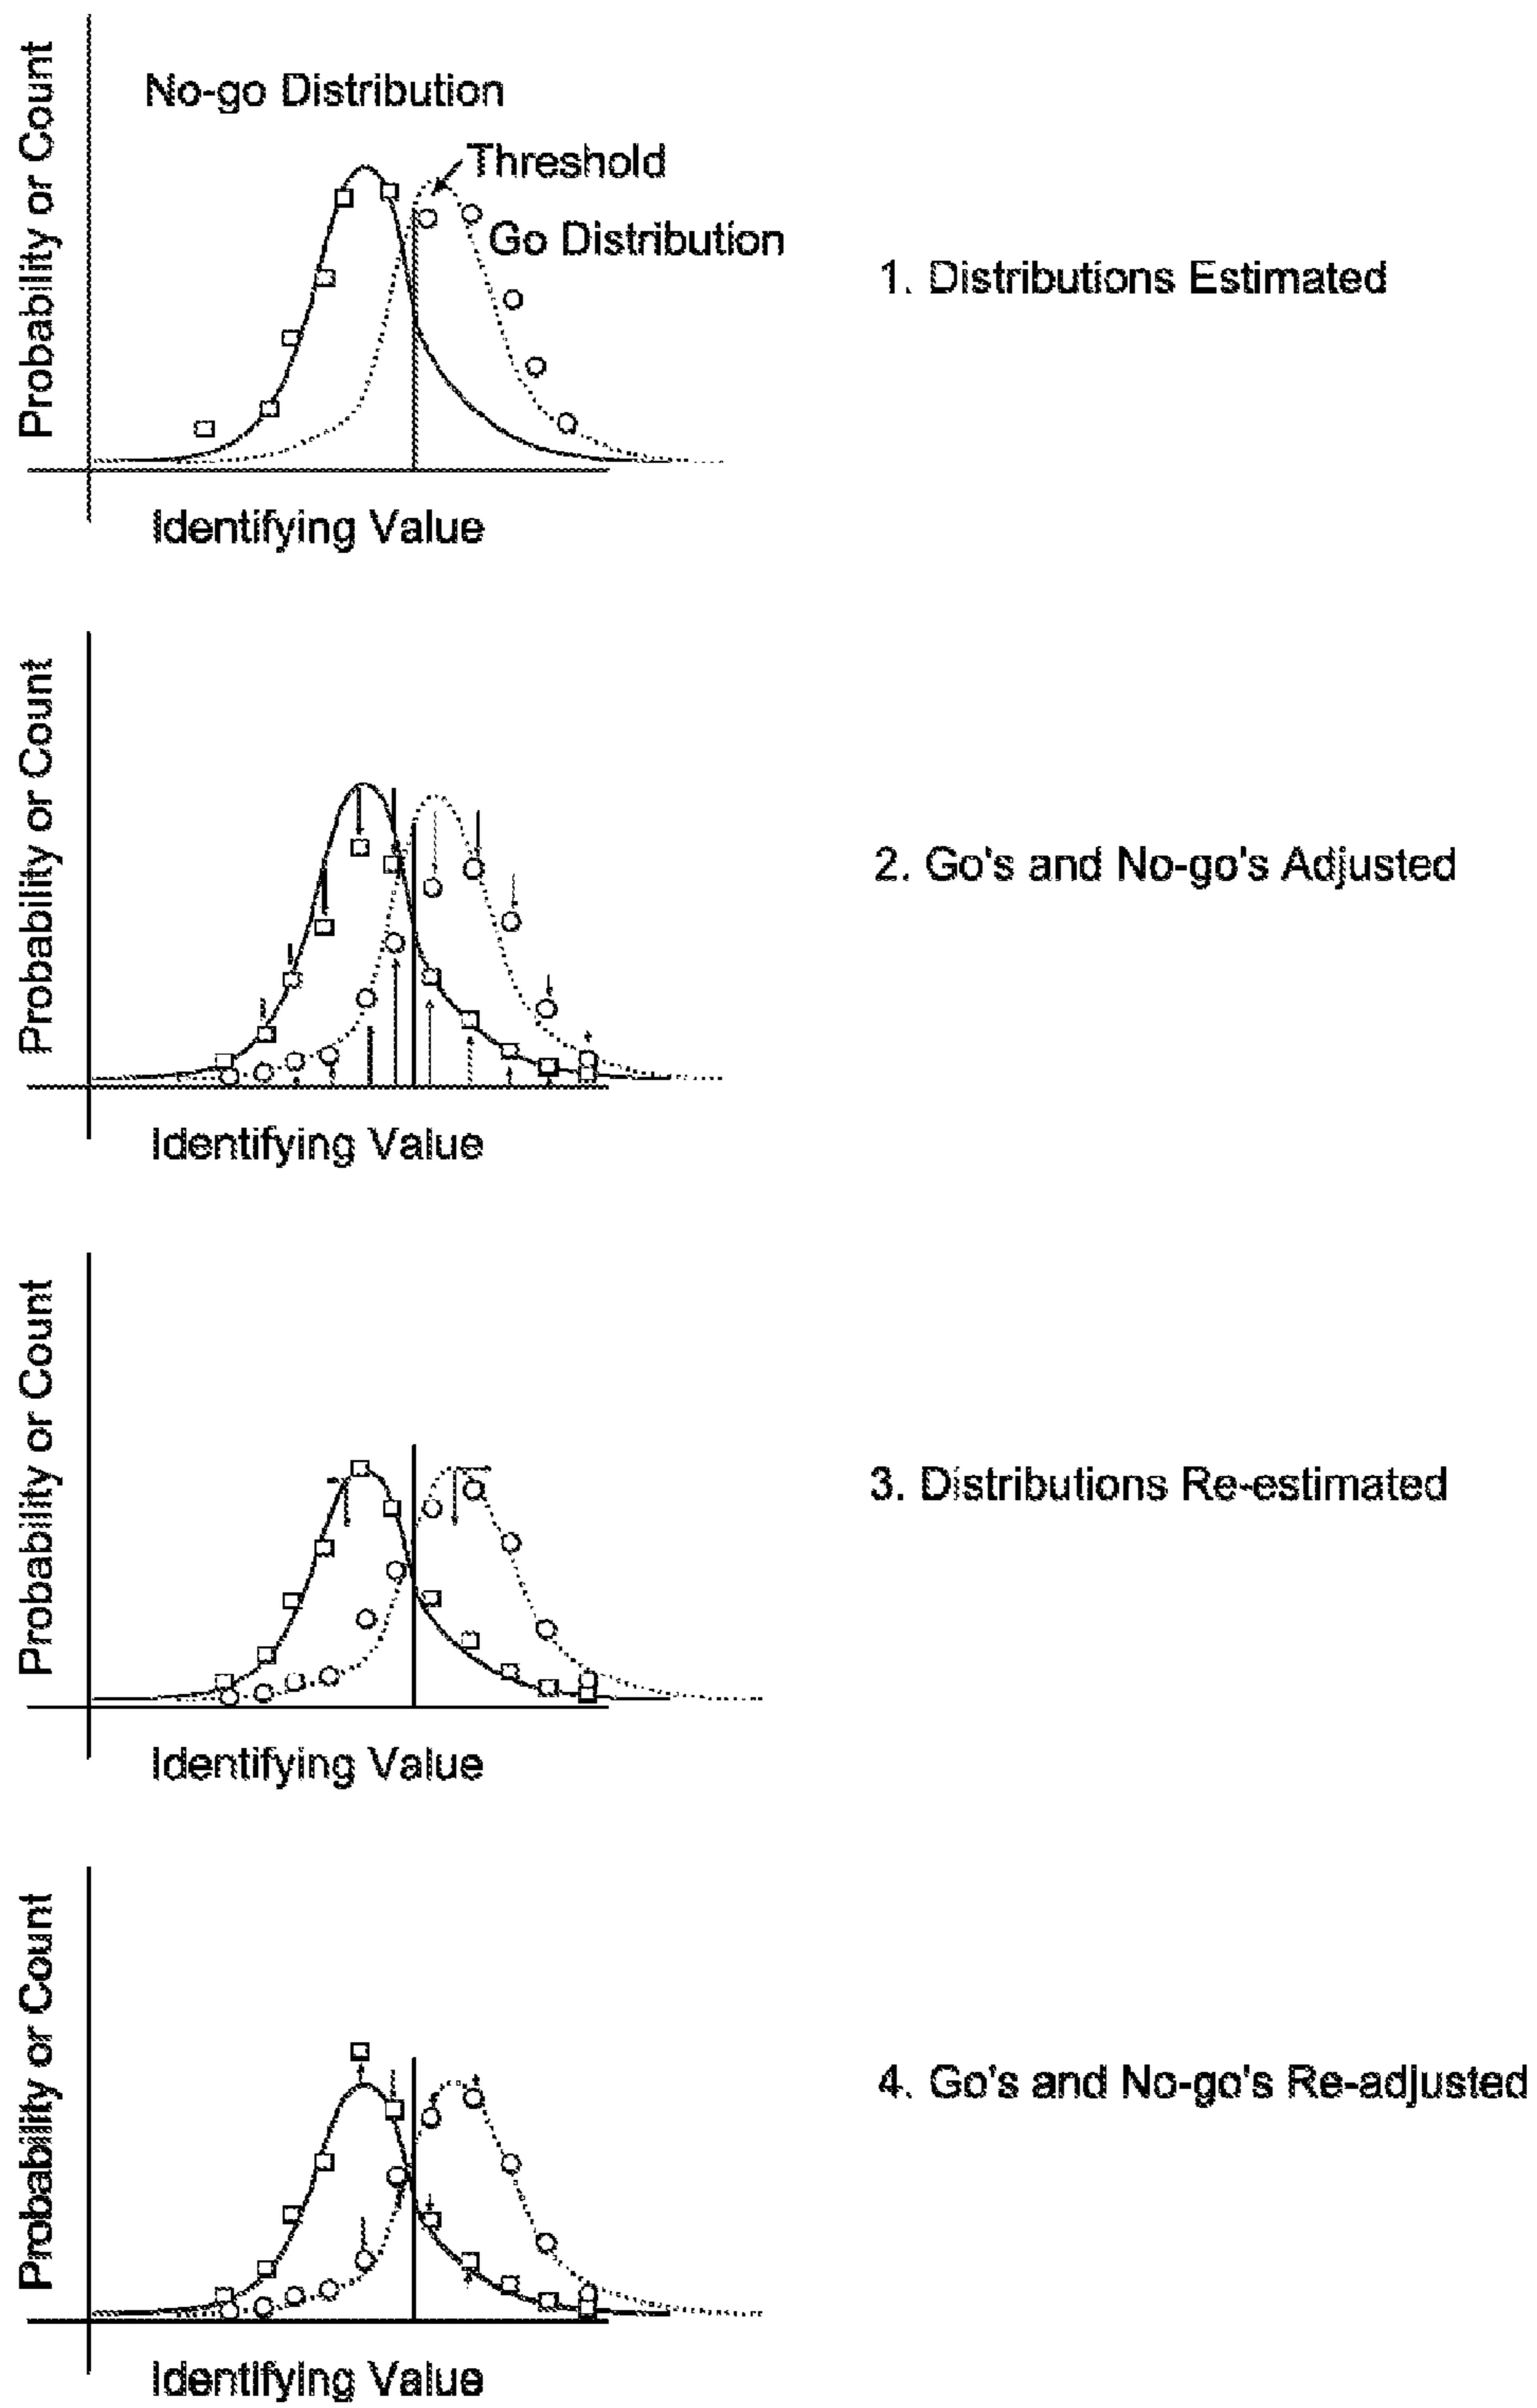 Probability or Count
No-go Distribution
Threshold
Go Distribution
1. Distributions Estimated
Identifying Value
Probability or Count
2. Go's and No-go's Adjusted
Identifying Value
Probability or Count
3. Distributions Re-estimated
Identifying Value
Probability or Count
4. Go's and No-go's Re-adjusted
Identifying Value